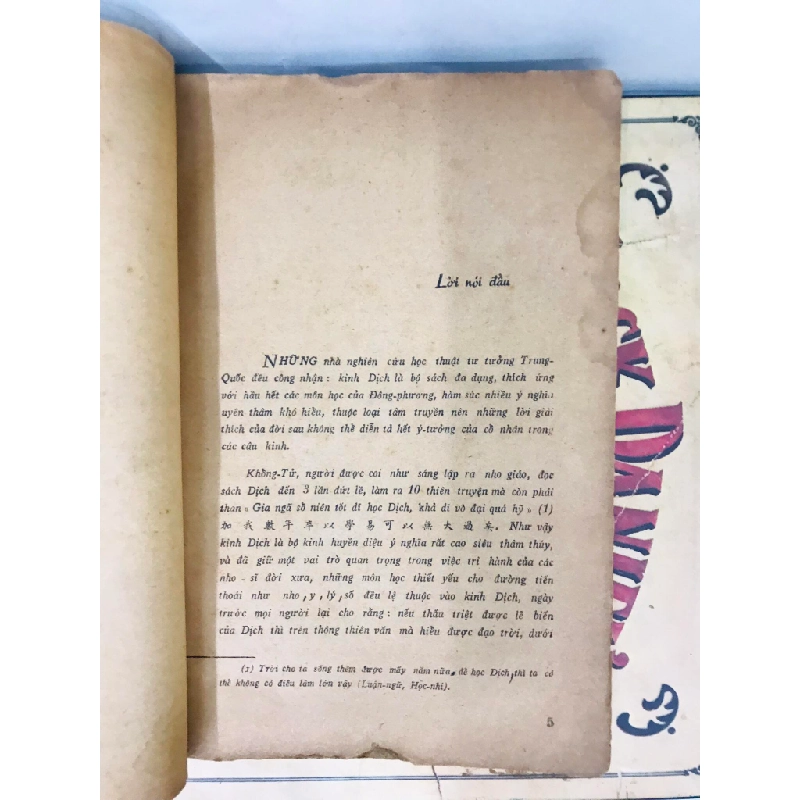 Lời nói đầu
NHỮNG nhà nghiên cứu học thuật tư tưởng Trung-
Quốc đều công nhận : kinh Dịch là bộ sách đa dạng, thích ứng
với hầu hết các môn học của Đông-phương, hàm súc nhiều ý nghĩa
uyên thâm khó hiểu, thuộc loại tâm truyền nên những lời giải
thích của đời sau không thể diễn tả hết ý-tưởng của cổ nhân trong
các câu kinh.
Khổng-Tử, người được coi như sáng lập ra nho giáo, đọc
sách Dịch đến 3 lần đứt lề, làm ra 10 thiên truyện mà còn phải
than « Gia ngã sổ niên tốt dĩ học Dịch, khả dĩ vô đại quá hỹ » (1)
加 我 數 年 卒 以 學 易 可 以 無 大 過 矣. Như vậy
kinh Dịch là bộ kinh huyền diệu ý nghĩa rất cao siêu thâm thúy,
và đã giữ một vai trò quan trọng trong việc tri hành của các
nho - sĩ đời xưa, những môn học thiết yếu cho đường tiến
thoái như nho, y, lý, số đều lệ thuộc vào kinh Dịch, ngày
trước mọi người lại cho rằng : nếu thấu triệt được lẽ biến
của Dịch thì trên thông thiên văn mà hiểu được đạo trời, dưới
(1) Trời cho ta sống thêm được mấy năm nữa, để học Dịch, thì ta có
thể không có điều lầm lớn vậy (Luận-ngữ, Học-nhi).
5
DANIEL